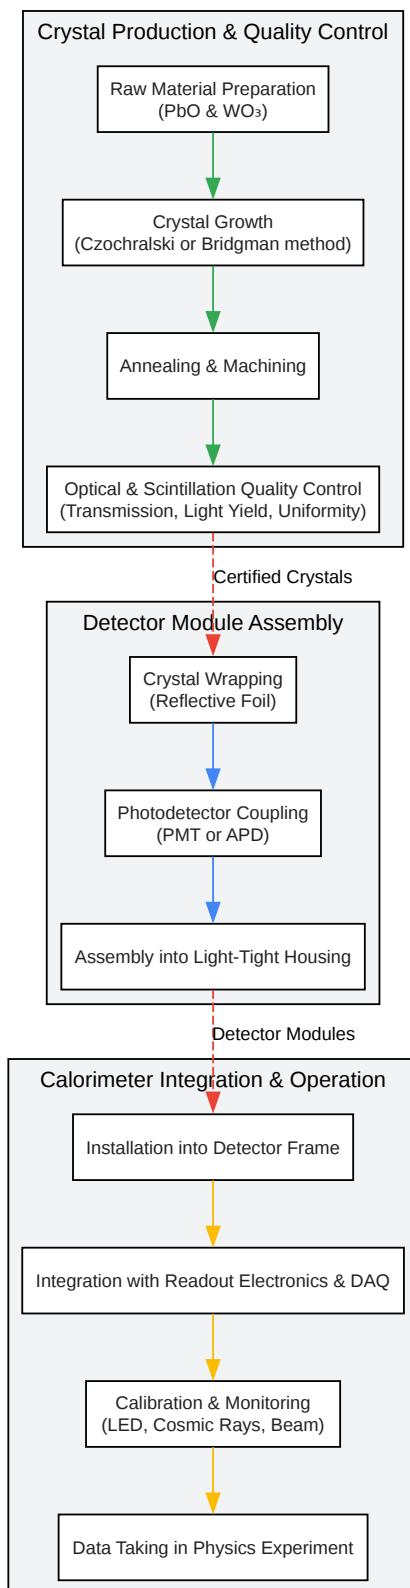 Crystal Production & Quality Control
Raw Material Preparation
(PbO & WO₃)
Crystal Growth
(Czochralski or Bridgman method)
Annealing & Machining
Optical & Scintillation Quality Control
(Transmission, Light Yield, Uniformity)
Certified Crystals
Detector Module Assembly
Crystal Wrapping
(Reflective Foil)
Photodetector Coupling
(PMT or APD)
Assembly into Light-Tight Housing
Detector Modules
Calorimeter Integration & Operation
Installation into Detector Frame
Integration with Readout Electronics & DAQ
Calibration & Monitoring
(LED, Cosmic Rays, Beam)
Data Taking in Physics Experiment